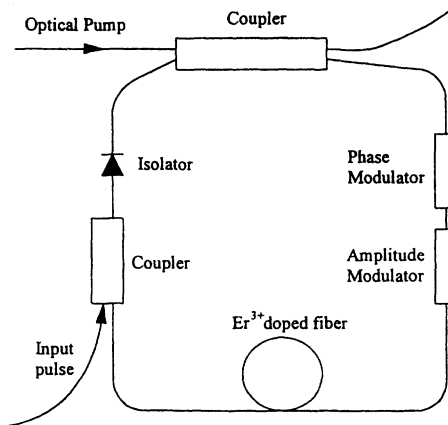 Coupler
Optical Pump
Isolator
Phase
Modulator
Coupler
Amplitude
Modulator
Er³⁺doped fiber
Input
pulse